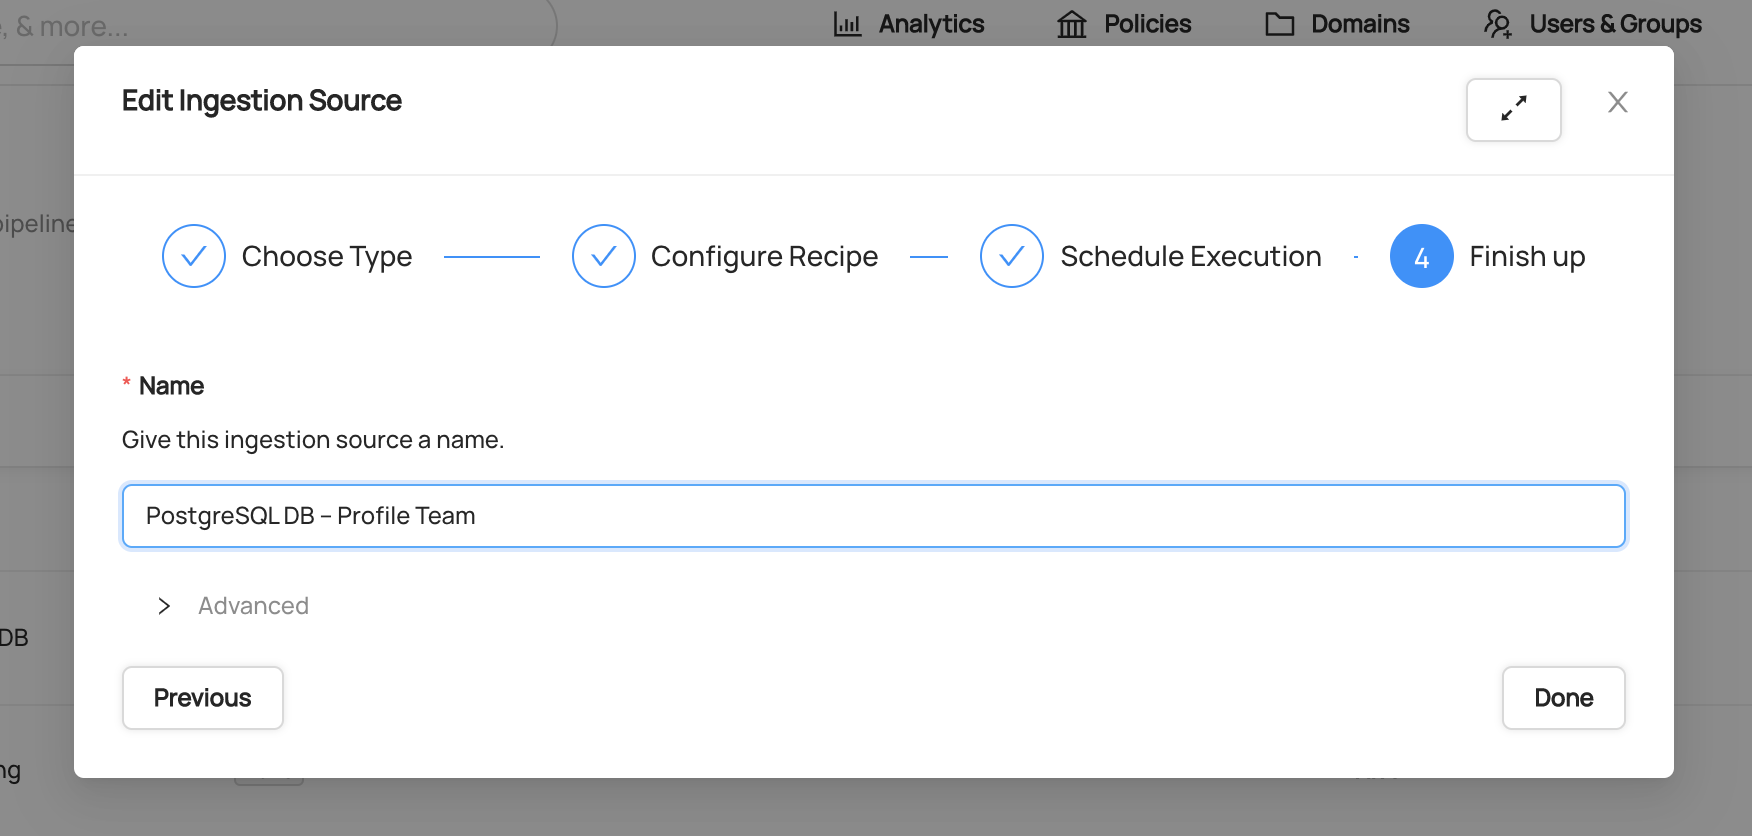 , & more...
Analytics
Policies
Domains
Users & Groups
Edit Ingestion Source
pipeline
Choose Type
Configure Recipe
Schedule Execution
4
Finish up
* Name
Give this ingestion source a name.
PostgreSQL DB – Profile Team
Advanced
DB
Previous
Done
ng